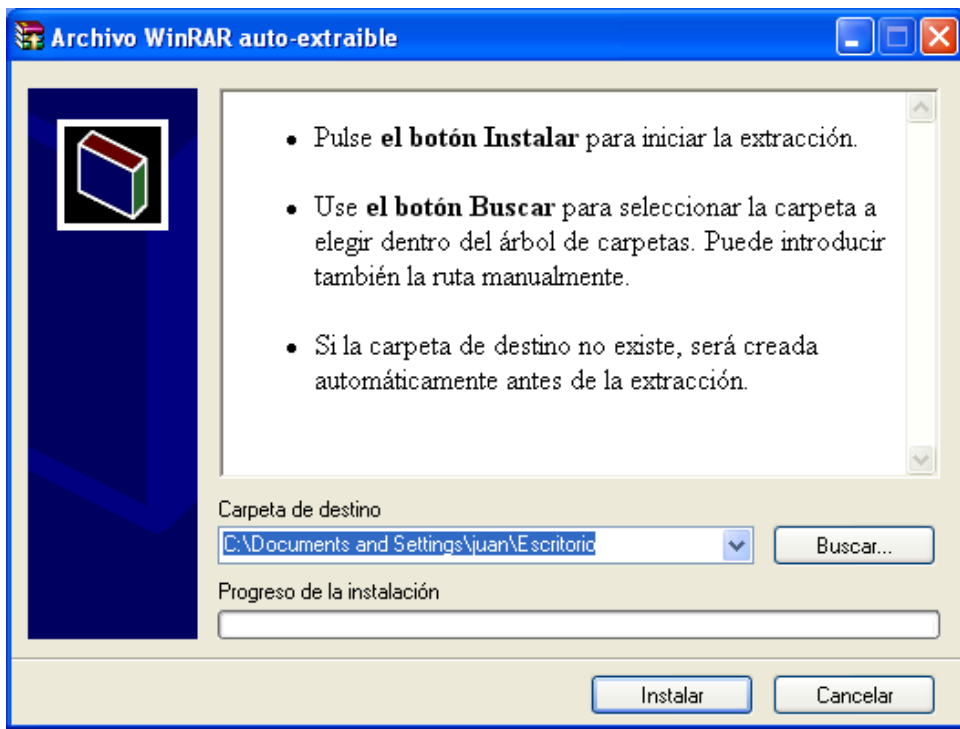 Archivo WinRAR auto-extraible
• Pulse el botón Instalar para iniciar la extracción.
• Use el botón Buscar para seleccionar la carpeta a
elegir dentro del árbol de carpetas. Puede introducir
también la ruta manualmente.
• Si la carpeta de destino no existe, será creada
automáticamente antes de la extracción.
Carpeta de destino
C:\Documents and Settings\juan\Escritorio
Buscar...
Progreso de la instalación
Instalar
Cancelar